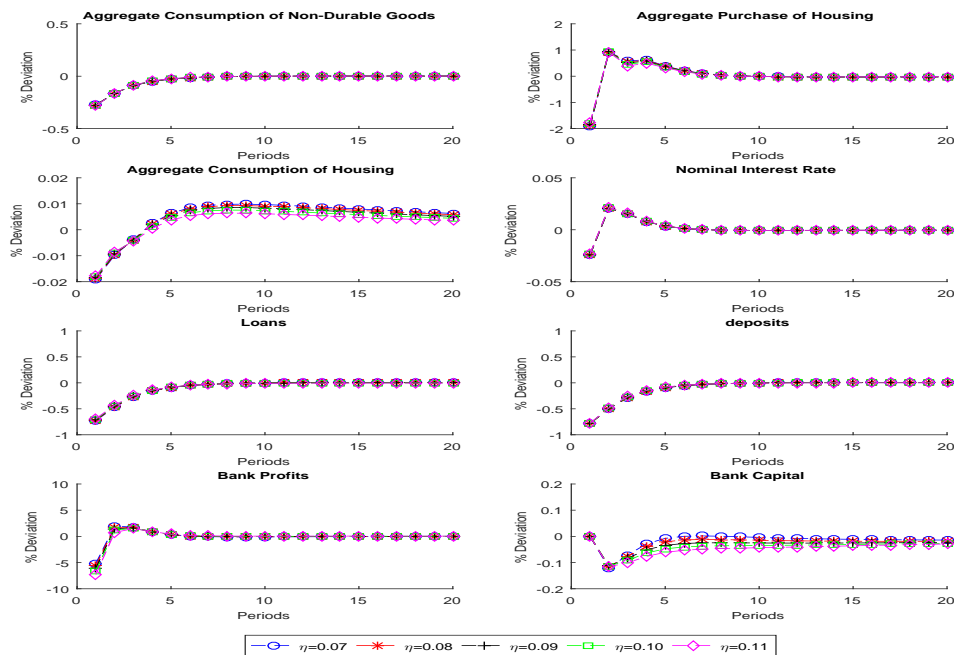 Aggregate Consumption of Non-Durable Goods
% Deviation
0.5
0
-0.5
0 5 10 15 20
Periods
Aggregate Purchase of Housing
% Deviation
2
1
0
-1
-2
0 5 10 15 20
Periods
Aggregate Consumption of Housing
% Deviation
0.02
0.01
0
-0.01
-0.02
0 5 10 15 20
Periods
Nominal Interest Rate
% Deviation
0.05
0
-0.05
0 5 10 15 20
Periods
Loans
% Deviation
1
0.5
0
-0.5
-1
0 5 10 15 20
Periods
deposits
% Deviation
1
0.5
0
-0.5
-1
0 5 10 15 20
Periods
Bank Profits
% Deviation
10
5
0
-5
-10
0 5 10 15 20
Periods
Bank Capital
% Deviation
0.2
0.1
0
-0.1
-0.2
0 5 10 15 20
Periods
η=0.07 η=0.08 η=0.09 η=0.10 η=0.11